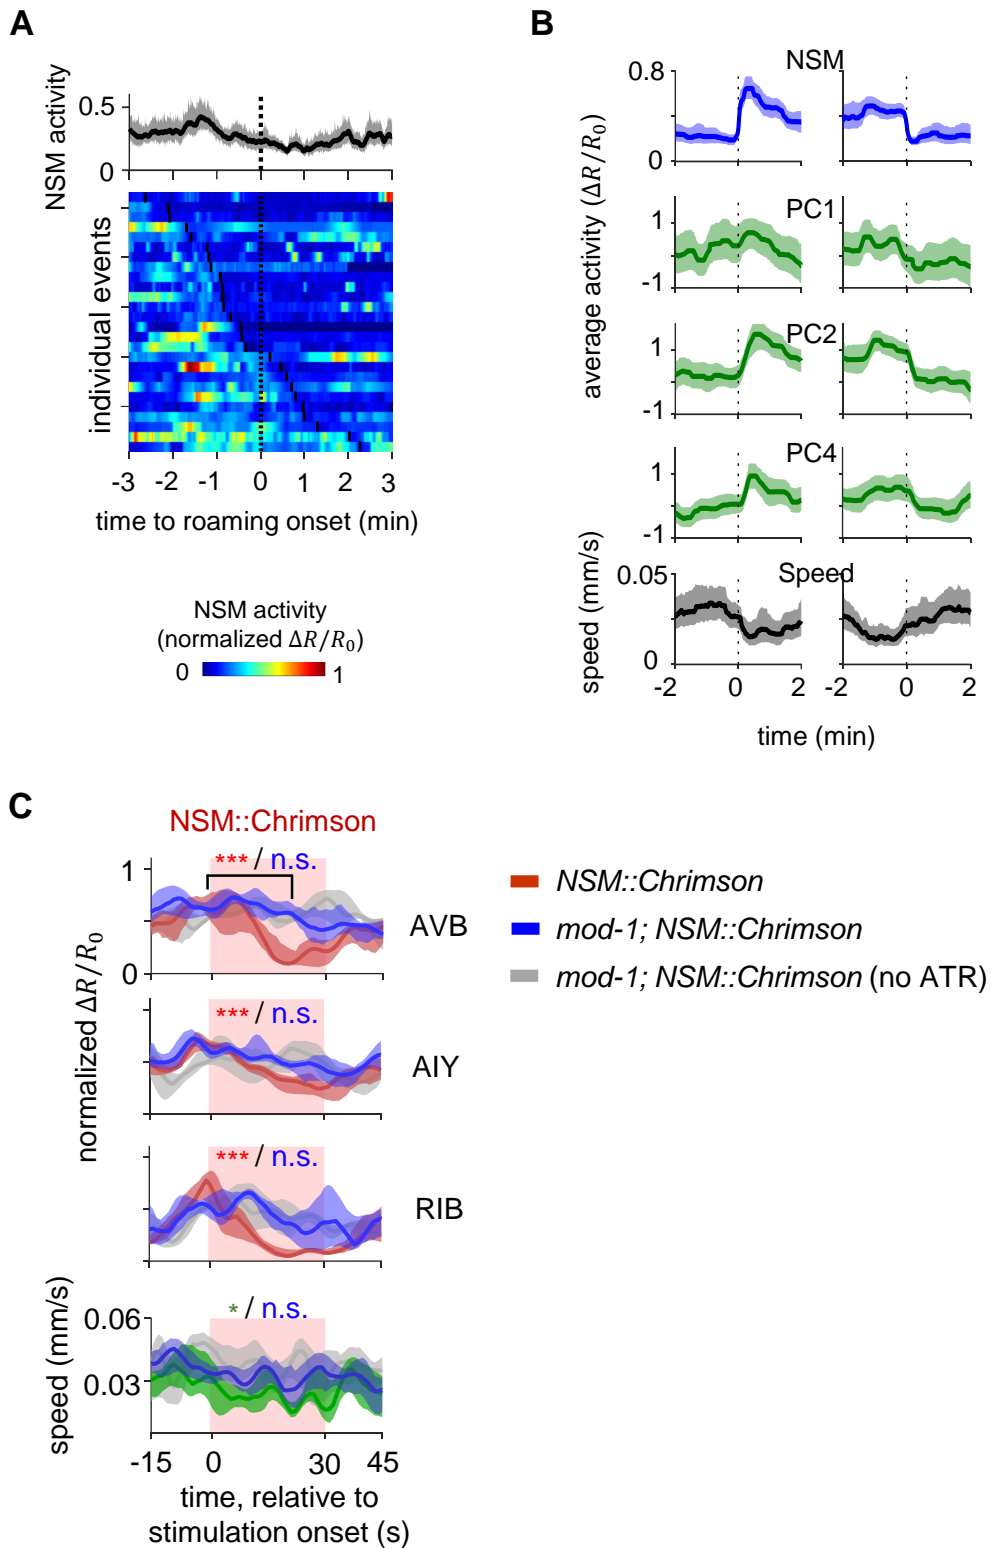 A
NSM activity
0.5
0
individual events
-3 -2 -1 0 1 2 3
time to roaming onset (min)
NSM activity
(normalized ΔR/R₀)
0 1
B
average activity (ΔR/R₀)
NSM
0.8
0
PC1
1
-1
PC2
1
-1
PC4
1
-1
speed (mm/s)
Speed
0.05
0
-2 0 2 -2 0 2
time (min)
C
NSM::Chrimson
normalized ΔR/R₀
*** / n.s.
1
0
AVB
*** / n.s.
AIY
*** / n.s.
RIB
speed (mm/s)
* / n.s.
0.06
0.03
-15 0 30 45
time, relative to
stimulation onset (s)
NSM::Chrimson
mod-1; NSM::Chrimson
mod-1; NSM::Chrimson (no ATR)